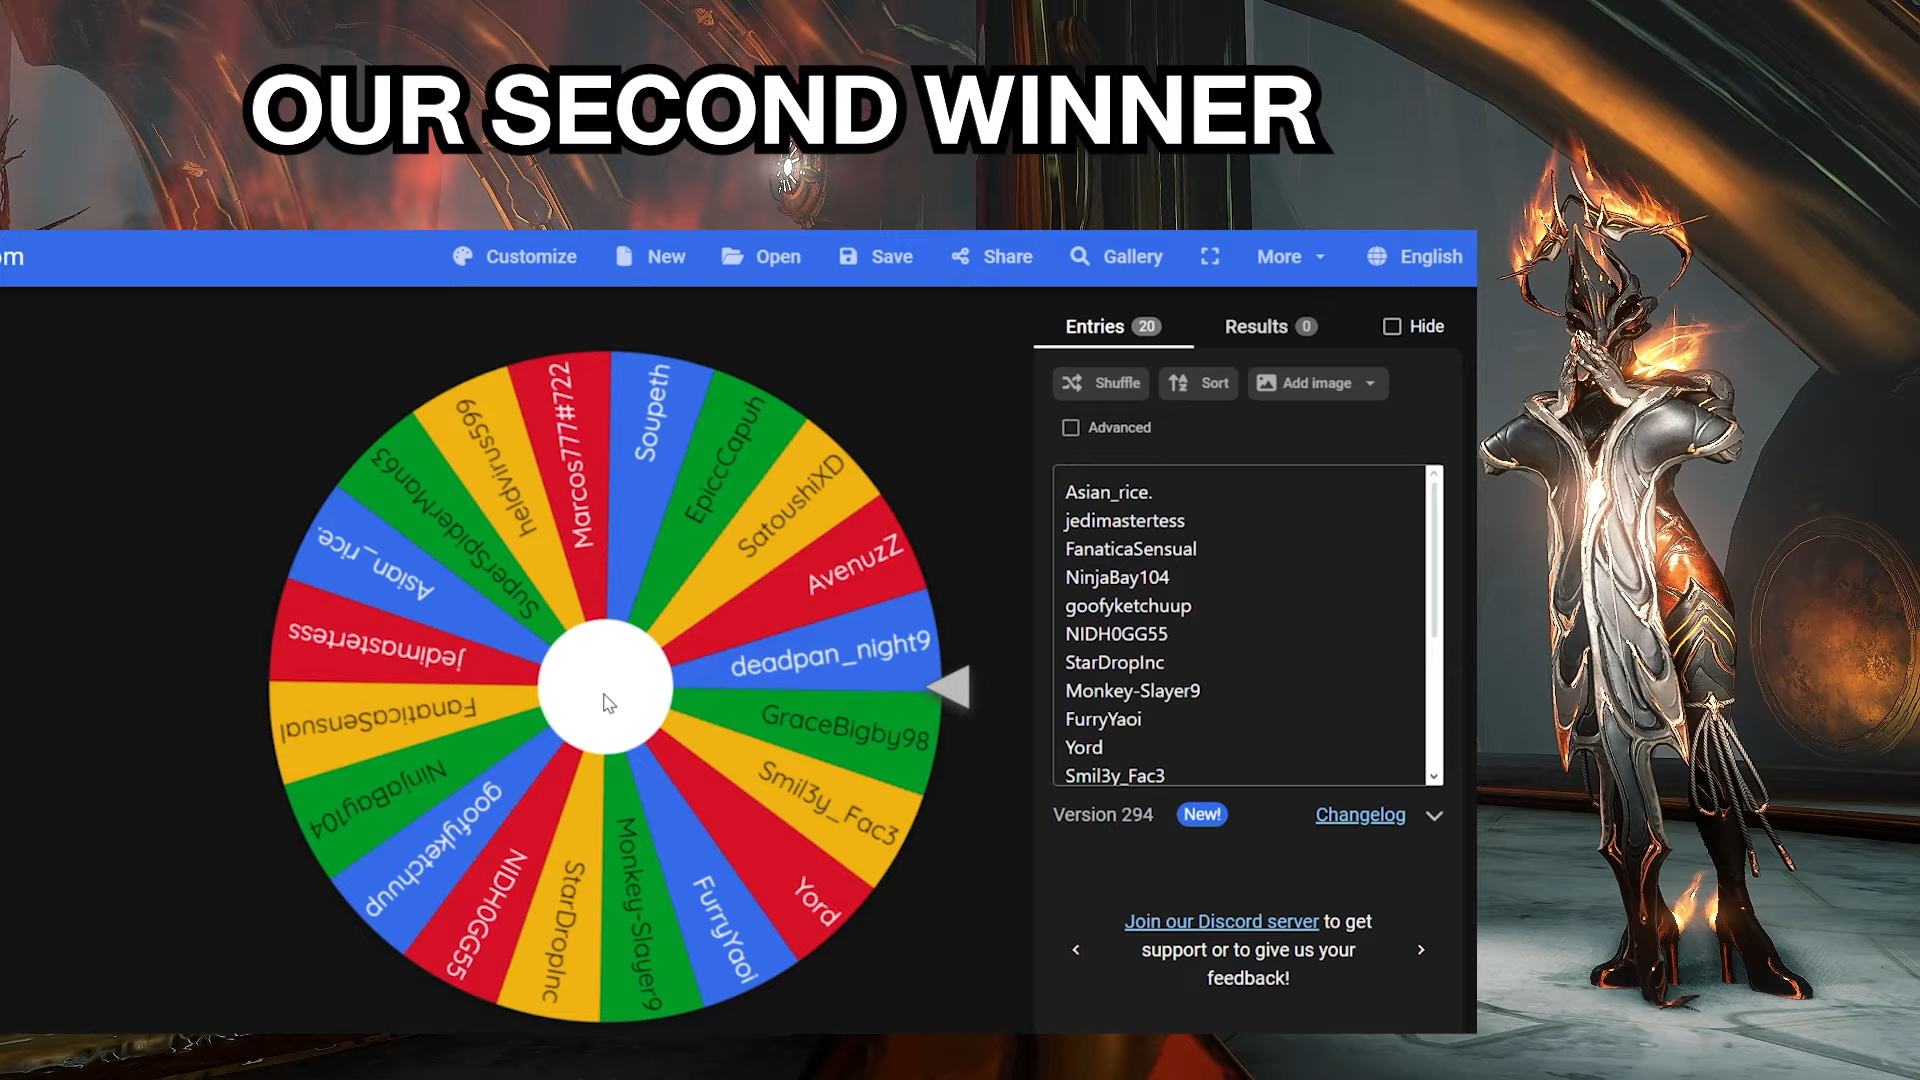 OUR SECOND WINNER
om
Customize New Open Save Share Gallery More English
Entries 20 Results 0 Hide
Shuffle Sort Add image
Advanced
Asian_rice.
jedimastertess
FanaticaSensual
NinjaBay104
goofyketchuup
NIDH0GG55
StarDropInc
Monkey-Slayer9
FurryYaoi
Yord
Smil3y_Fac3
Version 294 New! Changelog
Join our Discord server to get
support or to give us your
feedback!
Soupeth
EpiccCapuh
SatoushiXD
AvenuzZ
deadpan_night9
GraceBigby98
Smil3y_Fac3
Yord
FurryYaoi
Monkey-Slayer9
StarDropInc
NIDH0GG55
goofyketchuup
NinjaBay104
FanaticaSensual
jedimastertess
Asian_rice.
SuperSpiderMan63
heldvirus599
Marcos777#722